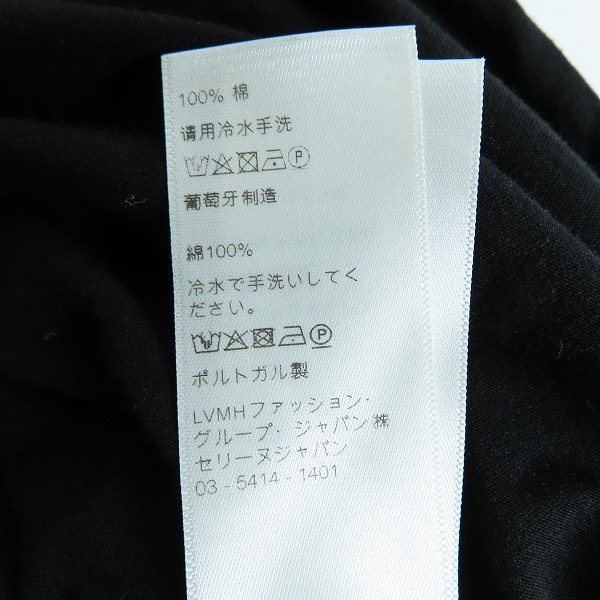 100% 棉
请用冷水手洗
P
葡萄牙制造
綿100%
冷水で手洗いしてく
ださい。
P
ポルトガル製
LVMHファッション·
グループ·ジャパン㈱
セリーヌジャパン
03 - 5414 - 1401